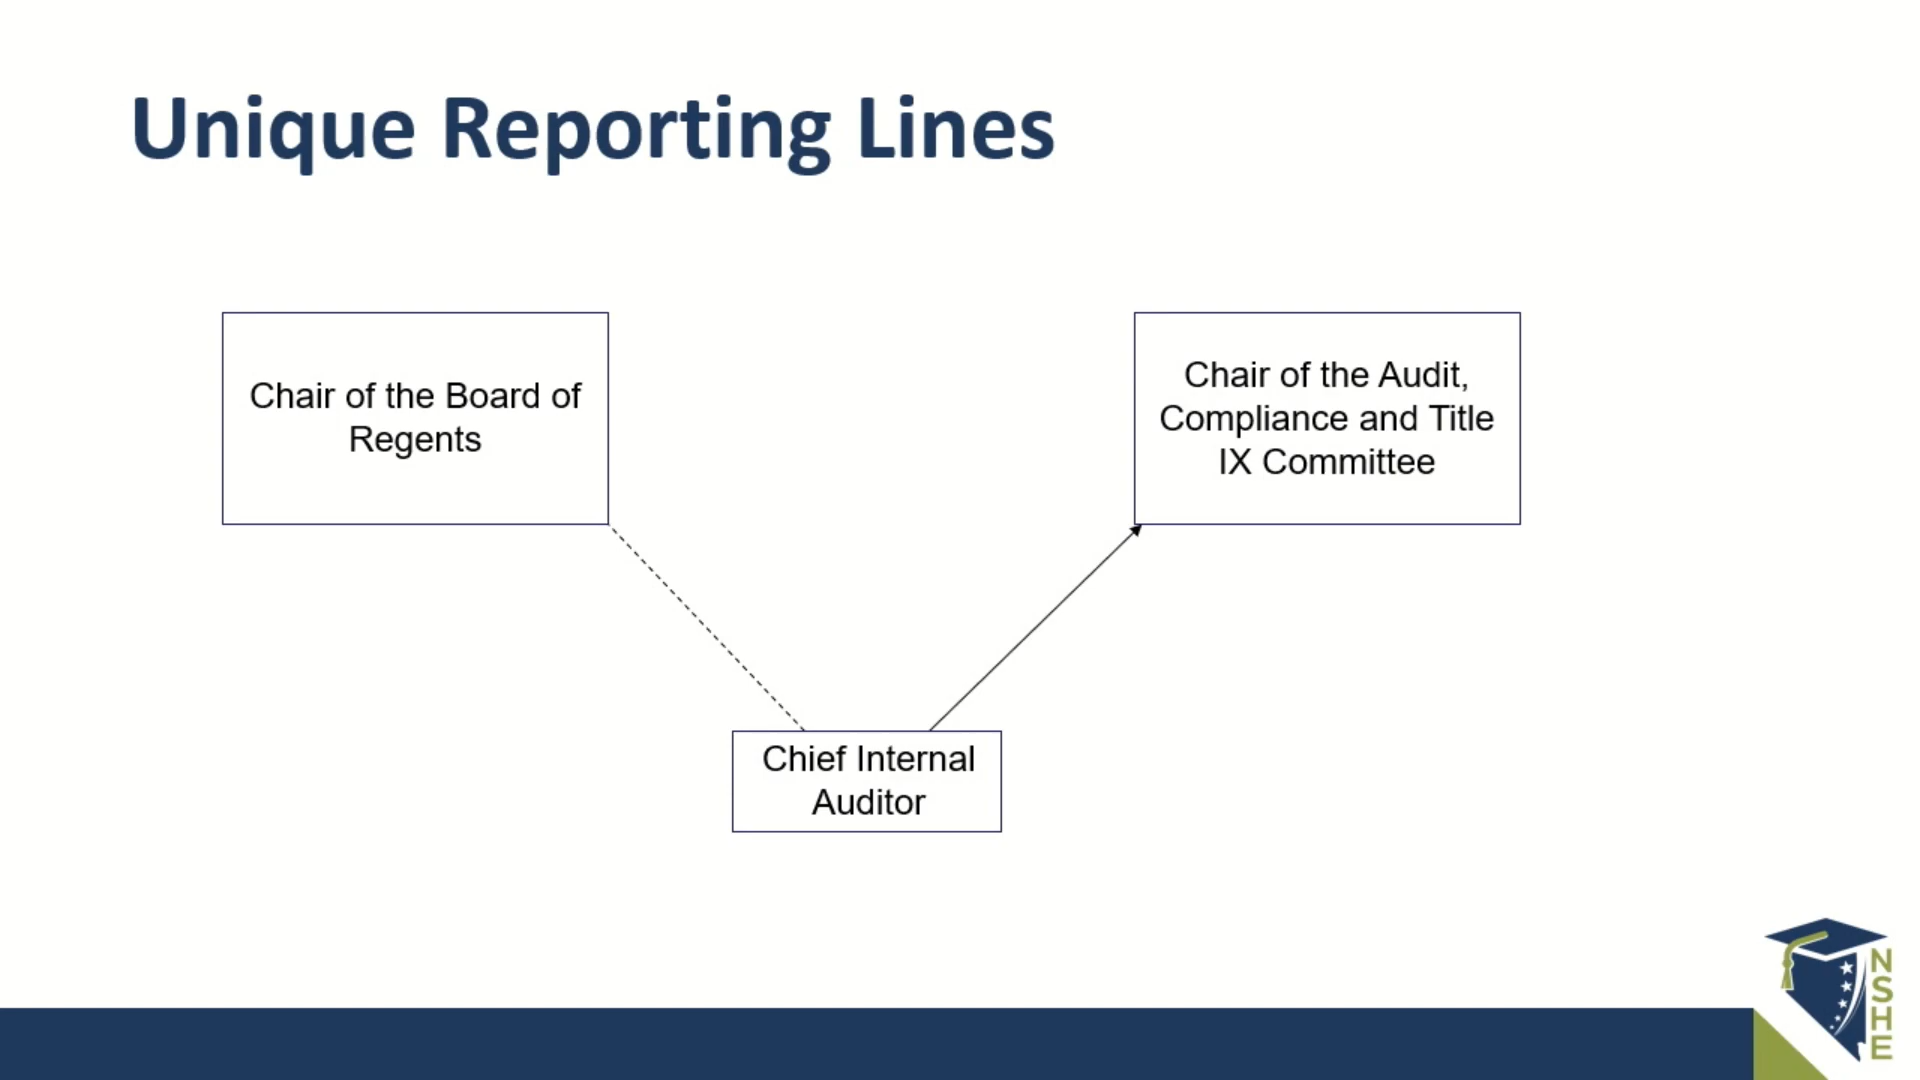 Unique Reporting Lines
Chair of the Board of
Regents
Chair of the Audit,
Compliance and Title
IX Committee
Chief Internal
Auditor
NSHE